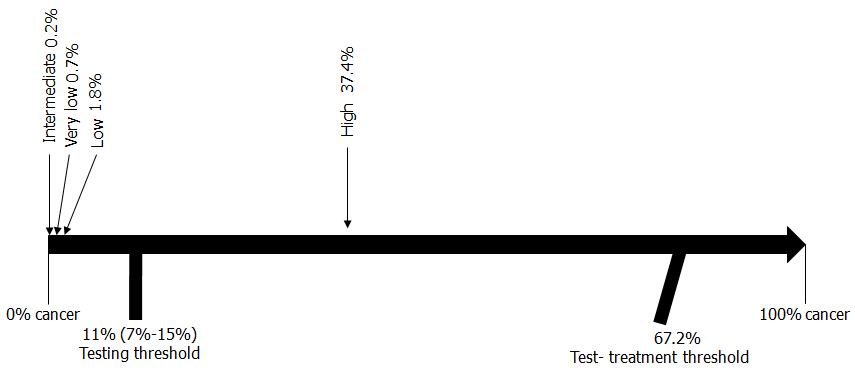 Intermediate 0.2%
Very low 0.7%
Low 1.8%
High 37.4%
0% cancer
11% (7%-15%)
Testing threshold
67.2%
Test- treatment threshold
100% cancer